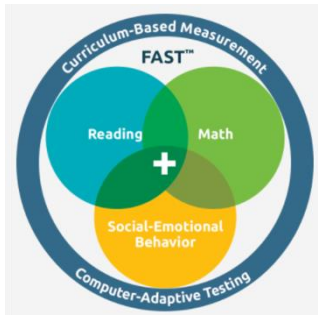 Curriculum-Based Measurement
FAST™
Reading
Math
+
Social-Emotional
Behavior
Computer-Adaptive Testing